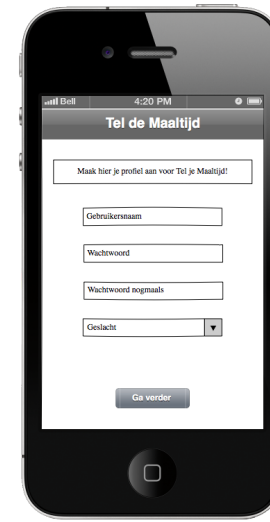 Bell 4:20 PM
Tel de Maaltijd
Maak hier je profiel aan voor Tel je Maaltijd!
Gebruikersnaam
Wachtwoord
Wachtwoord nogmaals
Geslacht
Ga verder